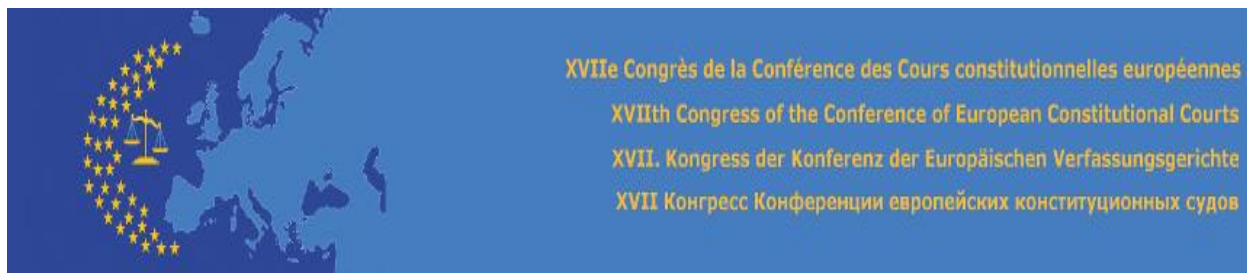 XVIIe Congrès de la Conférence des Cours constitutionnelles européennes
XVIIth Congress of the Conference of European Constitutional Courts
XVII. Kongress der Konferenz der Europäischen Verfassungsgerichte
XVII Конгресс Конференции европейских конституционных судов